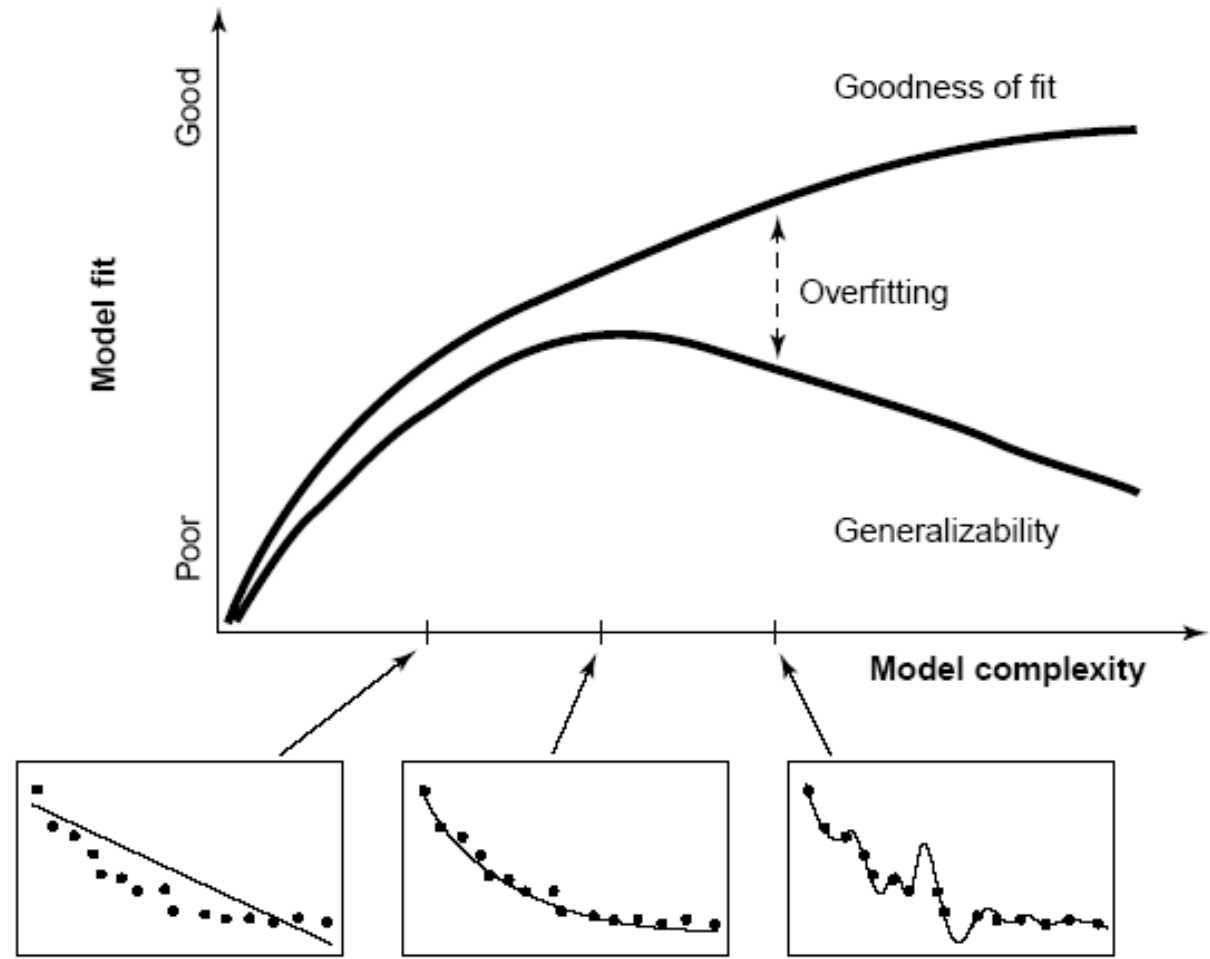 Goodness of fit
Good
Model fit
Overfitting
Poor
Generalizability
Model complexity